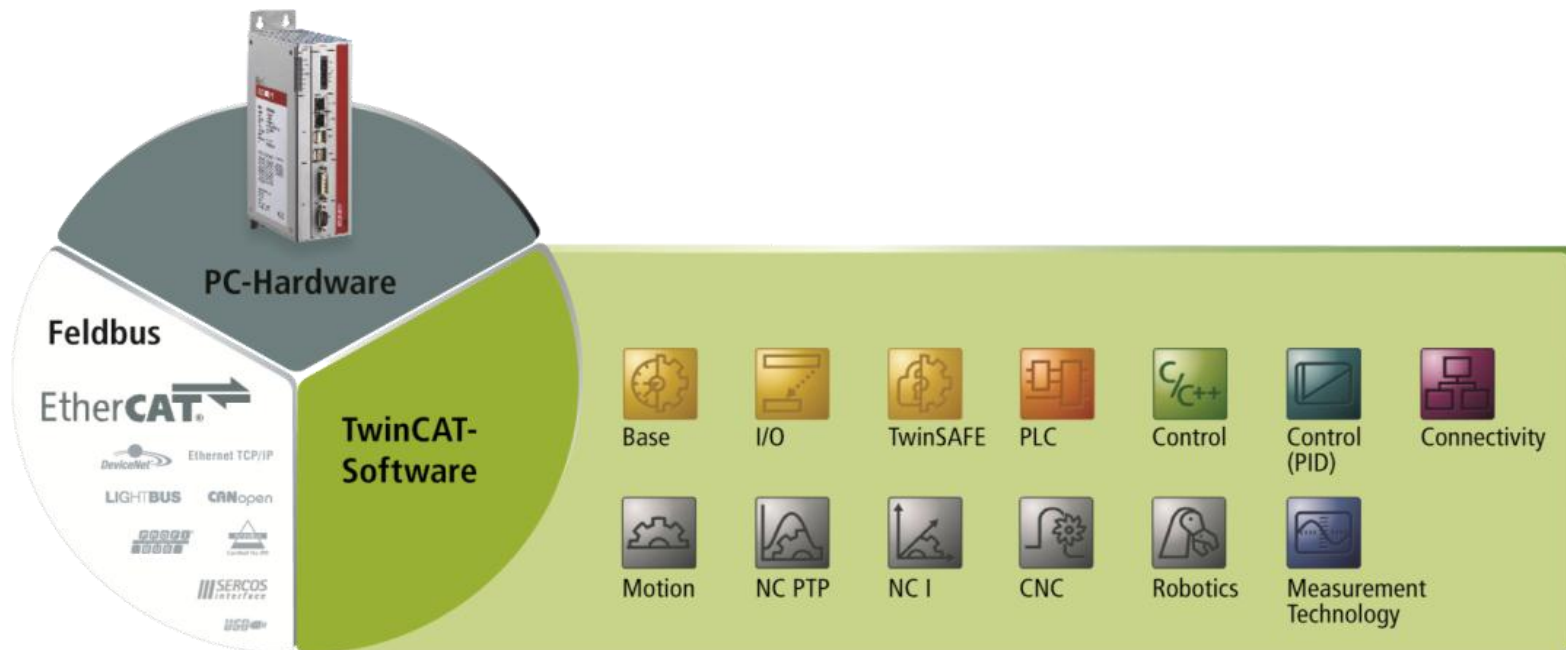 PC-Hardware
Feldbus
EtherCAT®
DeviceNet
Ethernet TCP/IP
LIGHTBUS
CANopen
SERCOS
interface
USB
TwinCAT-
Software
Base
I/O
TwinSAFE
PLC
C/C++
Control
Control
(PID)
Connectivity
Motion
NC PTP
NC I
CNC
Robotics
Measurement
Technology